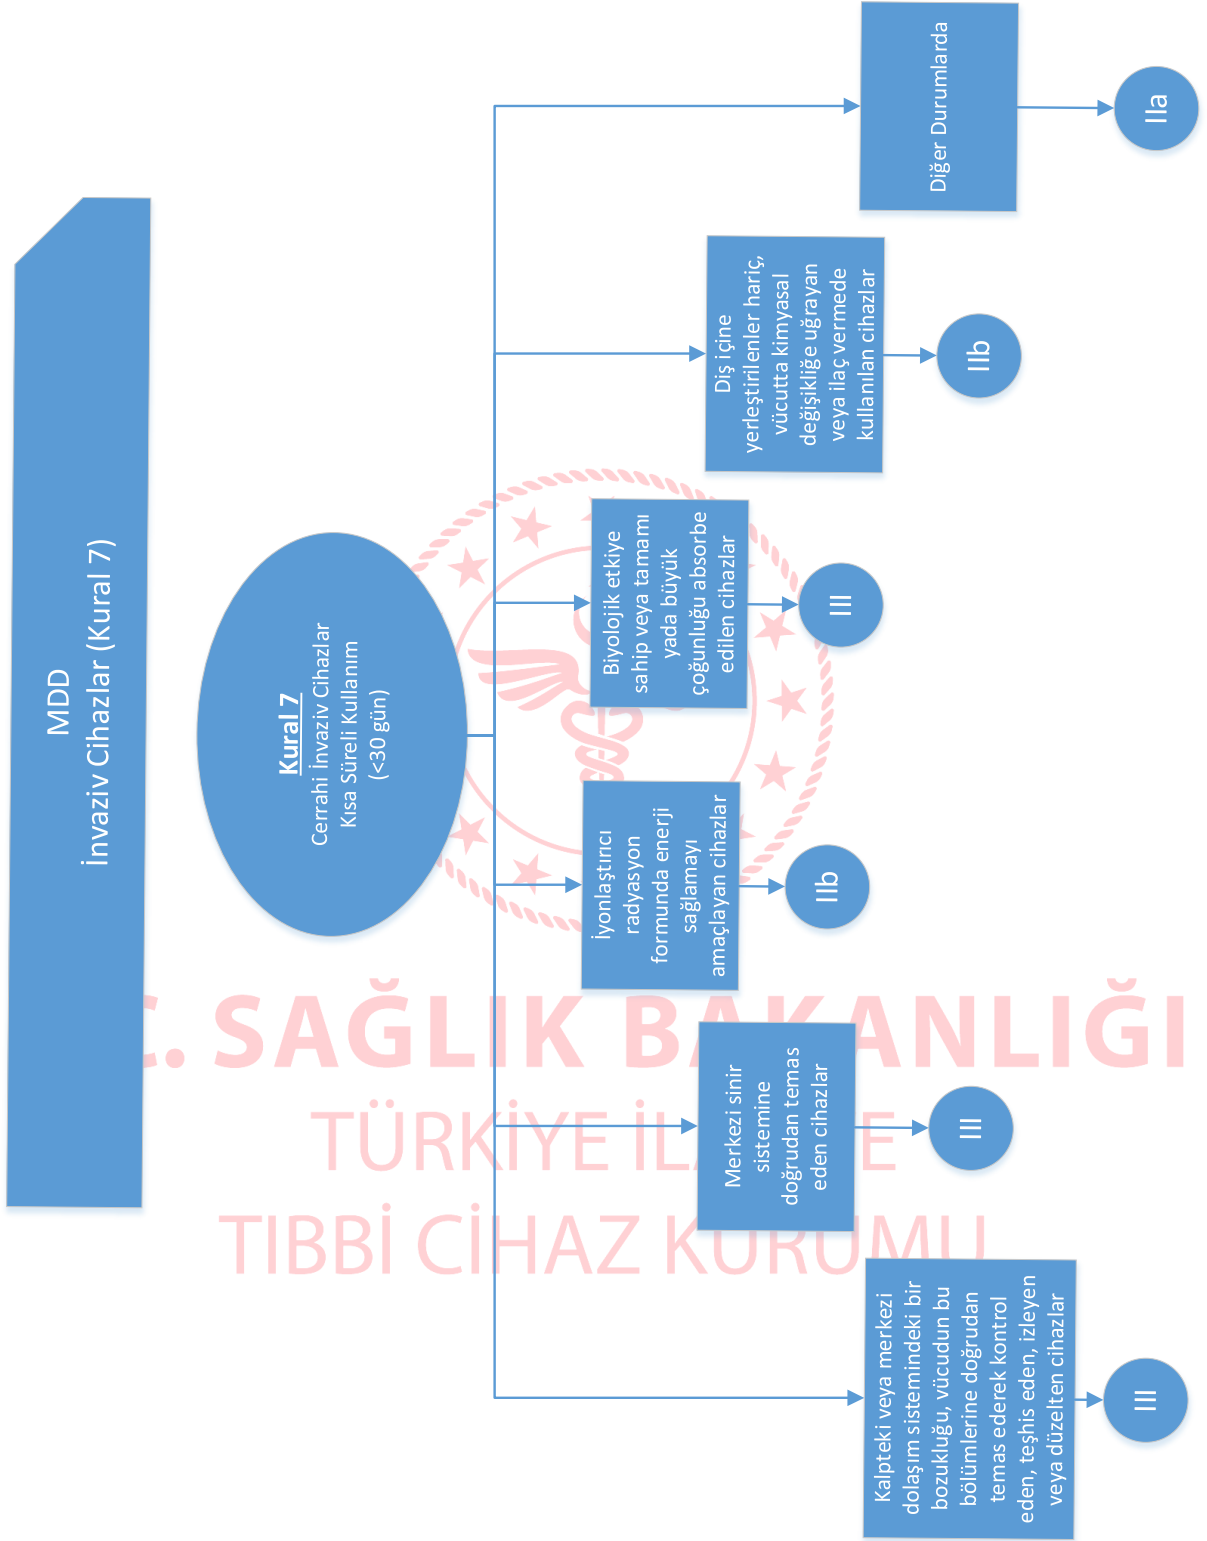 MDD
İnvaziv Cihazlar (Kural 7)
Kural 7
Cerrahi İnvaziv Cihazlar
Kısa Süreli Kullanım
(<30 gün)
Kalpteki veya merkezi
dolaşım sistemindeki bir
bozukluğu, vücudun bu
bölümlerine doğrudan
temas ederek kontrol
eden, teşhis eden, izleyen
veya düzelten cihazlar
III
Merkezi sinir
sistemine
doğrudan temas
eden cihazlar
III
İyonlaştırıcı
radyasyon
formunda enerji
sağlamayı
amaçlayan cihazlar
IIb
Biyolojik etkiye
sahip veya tamamı
yada büyük
çoğunluğu absorbe
edilen cihazlar
III
Diş içine
yerleştirilenler hariç,
vücutta kimyasal
değişikliğe uğrayan
veya ilaç vermede
kullanılan cihazlar
IIb
Diğer Durumlarda
IIa
. SAĞLIK BAKANLIĞI
TÜRKİYE
TIBBİ CİHAZ KURUMU